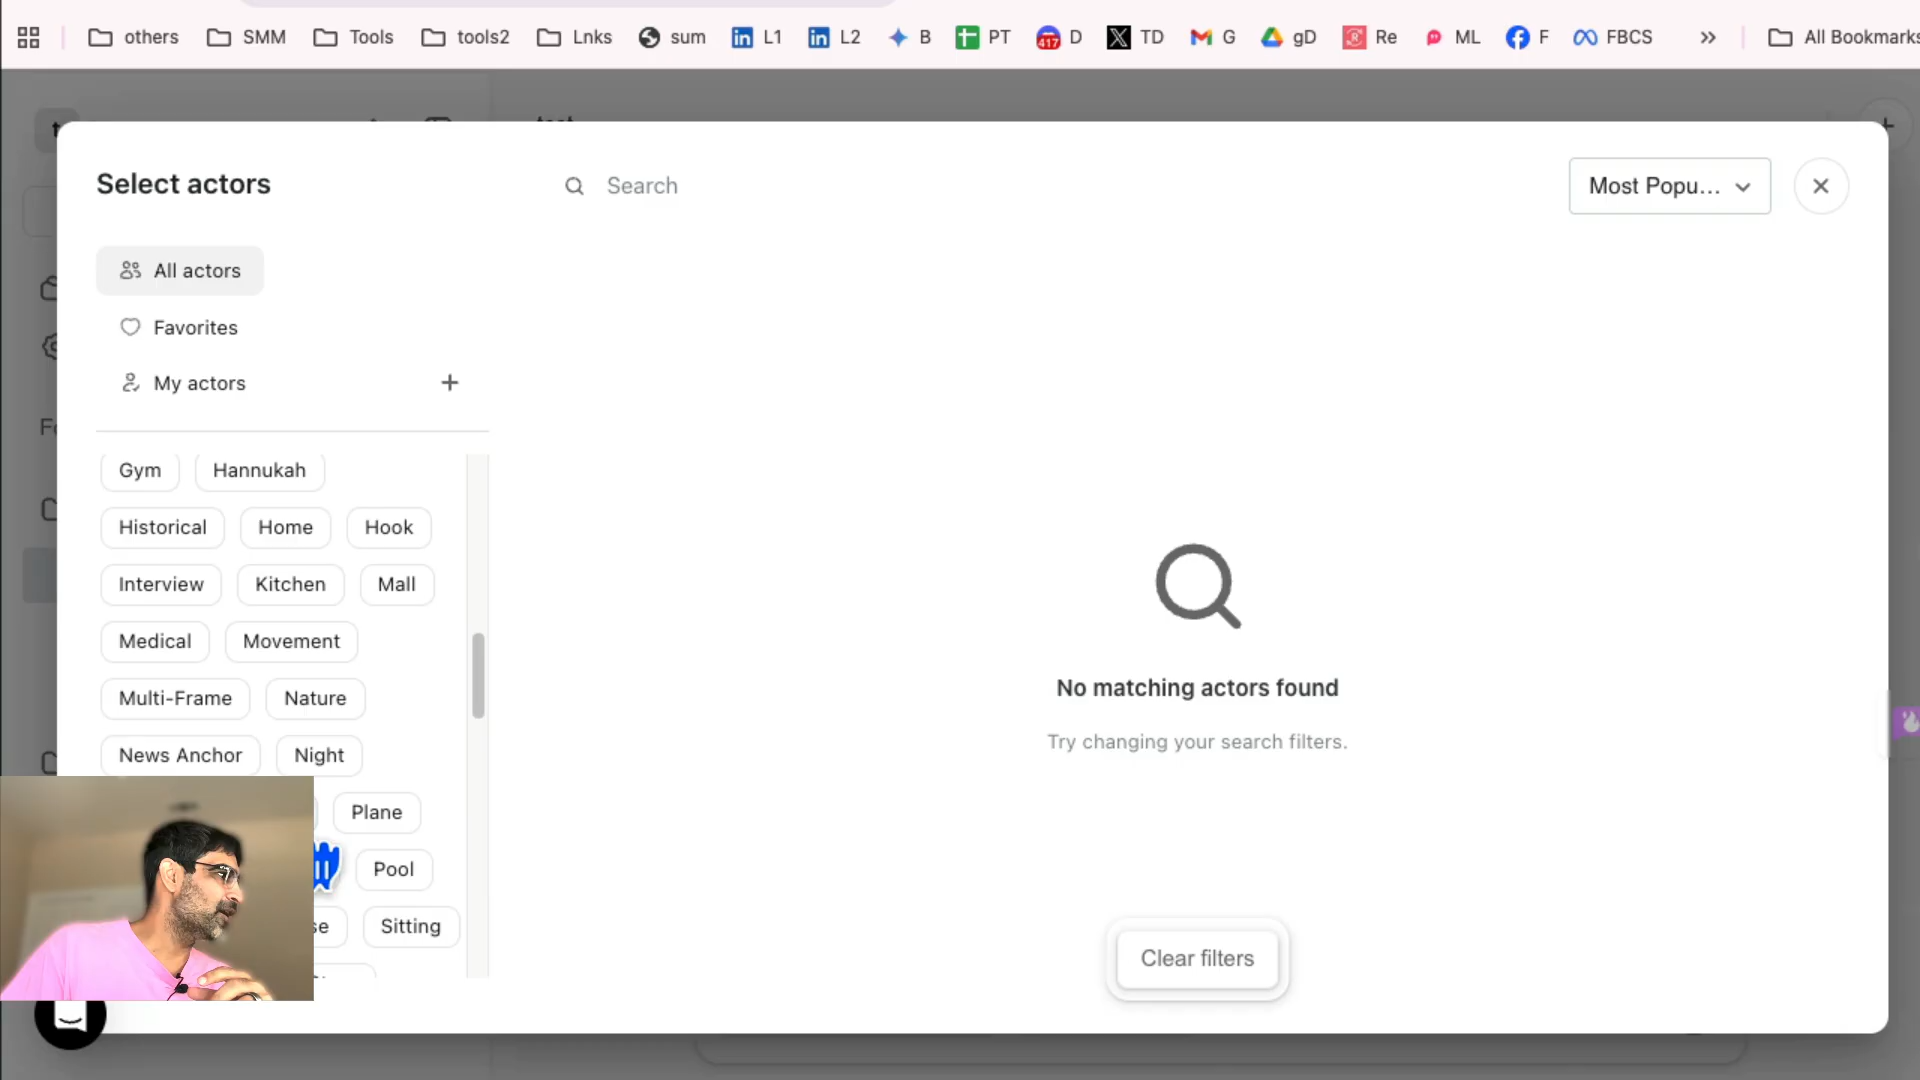 others SMM Tools tools2 Lnks sum L1 L2 B PT 417 D TD G gD Re ML F FBCS All Bookmarks
Select actors
Search
Most Popu...
All actors
Favorites
My actors
Gym Hannukah
Historical Home Hook
Interview Kitchen Mall
Medical Movement
Multi-Frame Nature
News Anchor Night
Plane
Pool
se Sitting
No matching actors found
Try changing your search filters.
Clear filters